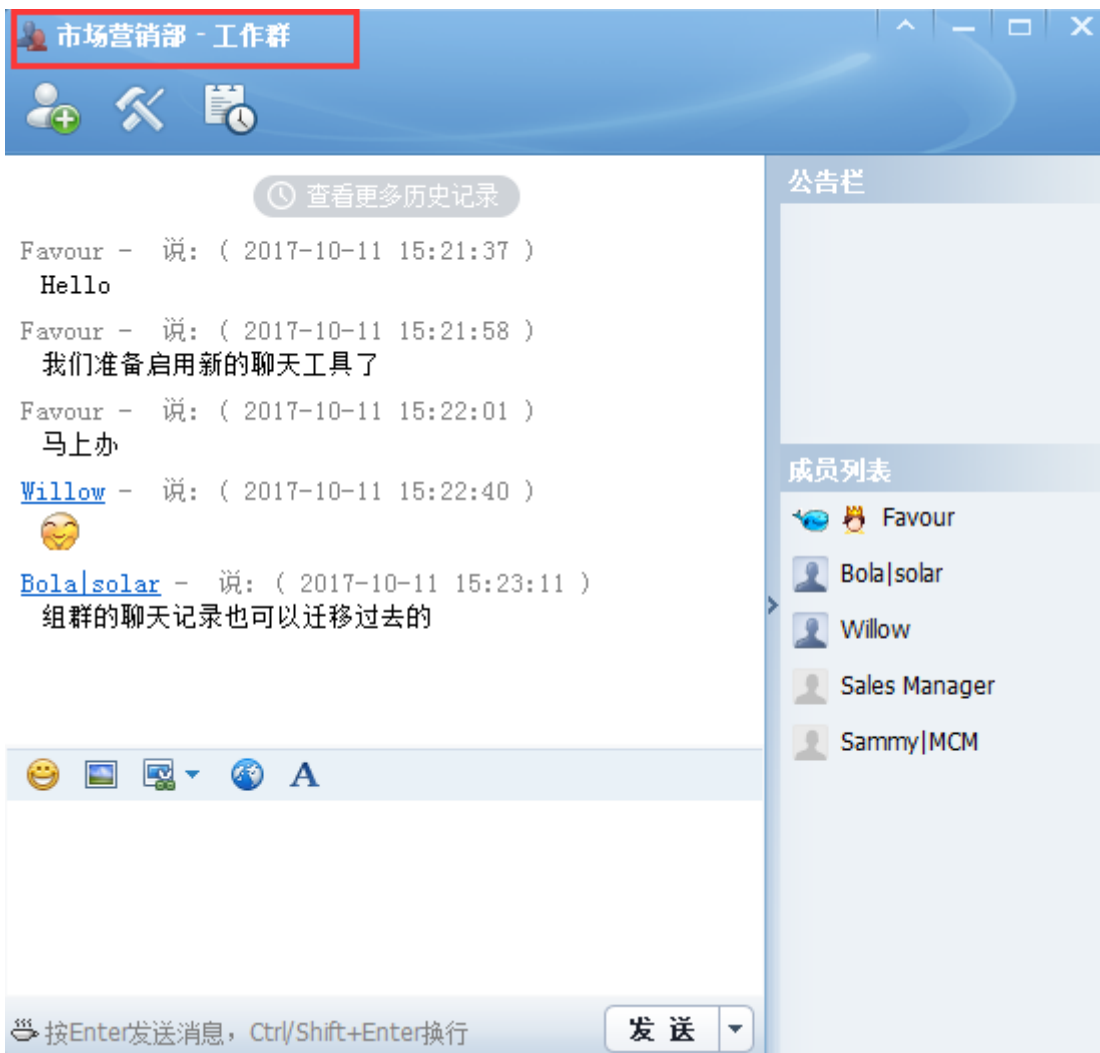 市场营销部 - 工作群
查看更多历史记录
Favour - 说: ( 2017-10-11 15:21:37 )
Hello
Favour - 说: ( 2017-10-11 15:21:58 )
我们准备启用新的聊天工具了
Favour - 说: ( 2017-10-11 15:22:01 )
马上办
Willow - 说: ( 2017-10-11 15:22:40 )
Bola|solar - 说: ( 2017-10-11 15:23:11 )
组群的聊天记录也可以迁移过去的
A
按Enter发送消息，Ctrl/Shift+Enter换行
发 送
公告栏
成员列表
Favour
Bola|solar
Willow
Sales Manager
Sammy|MCM